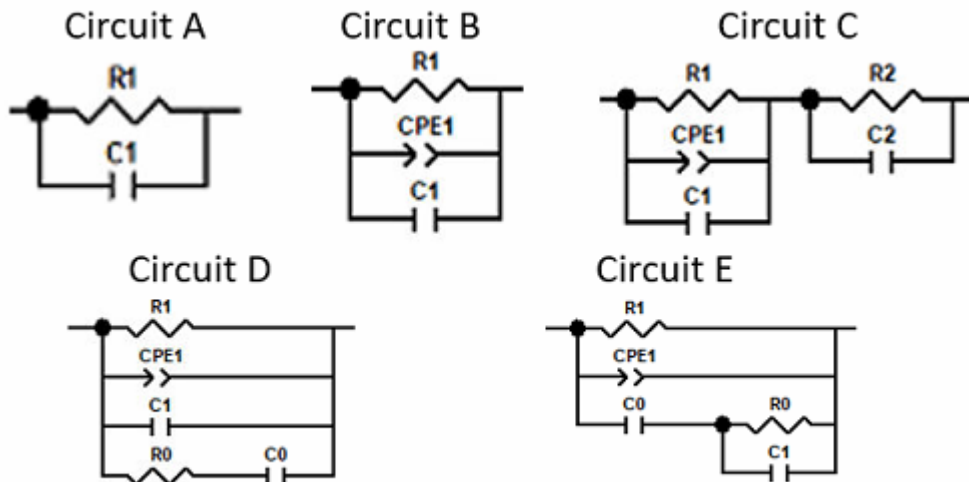 Circuit A
Circuit B
Circuit C
R1
C1
R1
CPE1
C1
R1
CPE1
C1
R2
C2
Circuit D
Circuit E
R1
CPE1
C1
R0 C0
R1
CPE1
C0 R0
C1